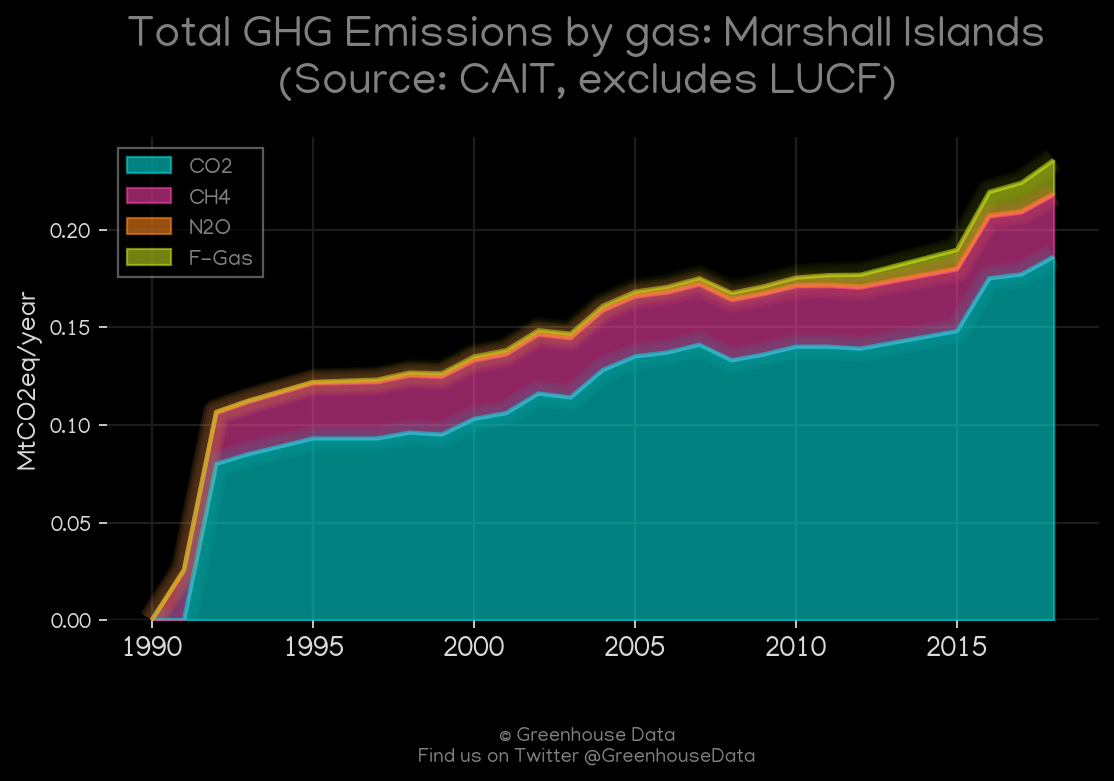 Total GHG Emissions by gas: Marshall Islands
(Source: CAIT, excludes LUCF)
CO2
CH4
N2O
F-Gas
MtCO2eq/year
0.20
0.15
0.10
0.05
0.00
1990
1995
2000
2005
2010
2015
© Greenhouse Data
Find us on Twitter @GreenhouseData